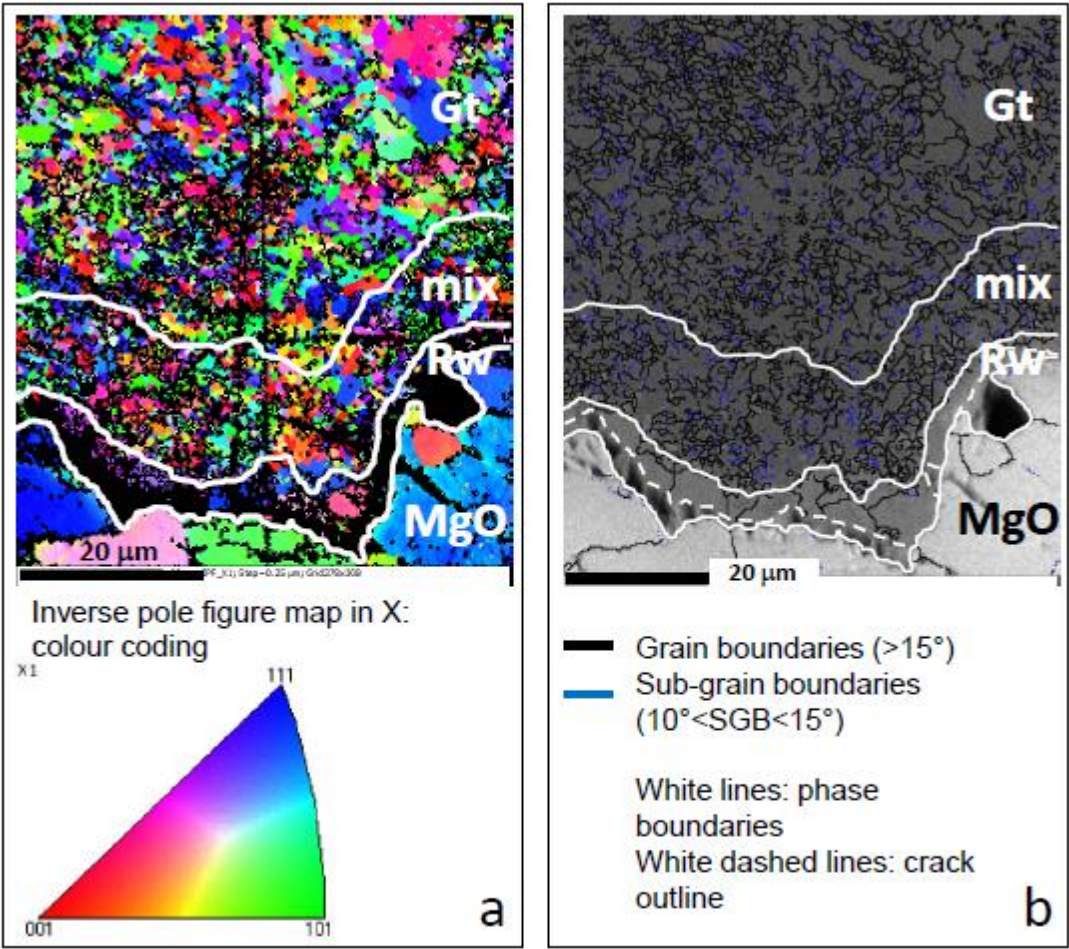 Gt
mix
Rw
MgO
20 µm
Inverse pole figure map in X:
colour coding
X1
111
001
101
a
Gt
mix
Rw
MgO
20 µm
Grain boundaries (>15°)
Sub-grain boundaries
(10°<SGB<15°)
White lines: phase
boundaries
White dashed lines: crack
outline
b